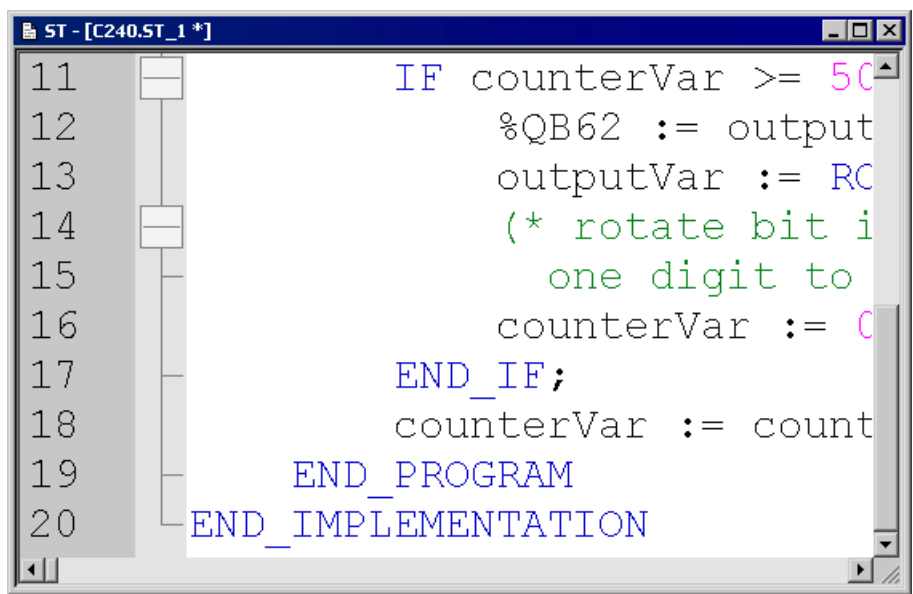 ST - [C240.ST_1 *]
11 IF counterVar >= 50
12 %QB62 := output
13 outputVar := RO
14 (* rotate bit i
15 one digit to
16 counterVar := 0
17 END_IF;
18 counterVar := count
19 END_PROGRAM
20 END_IMPLEMENTATION